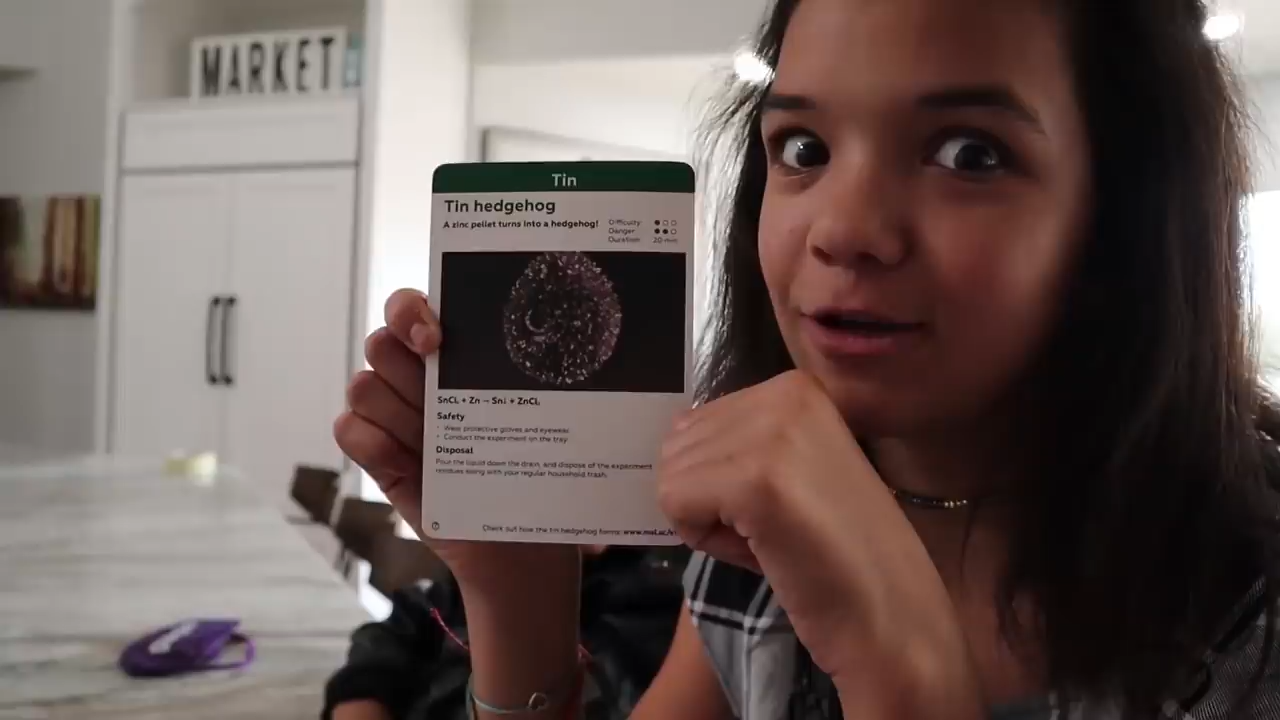 MARKET
Tin
Tin hedgehog
A zinc pellet turns into a hedgehog!
Difficulty
Danger
Duration 20 min
SnCl₂ + Zn → Sn↓ + ZnCl₂
Safety
• Wear protective gloves and eyewear.
• Conduct the experiment on the tray.
Disposal
Pour the liquid down the drain, and dispose of the experiment
residues along with your regular household trash.
Check out how the tin hedgehog forms: www.mel.sc/